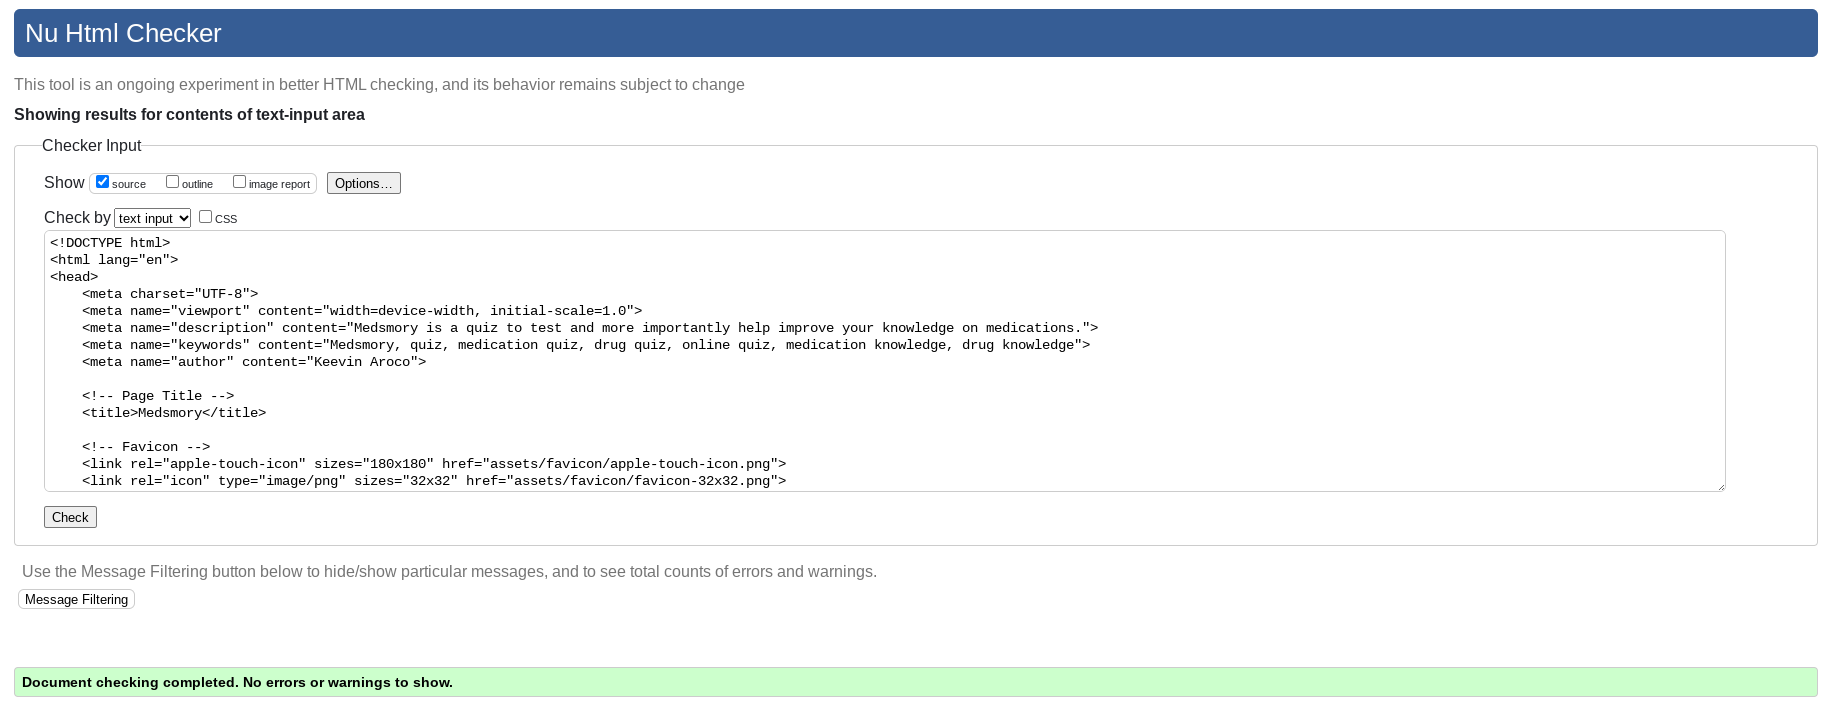 Nu Html Checker
This tool is an ongoing experiment in better HTML checking, and its behavior remains subject to change
Showing results for contents of text-input area
Checker Input
Show source outline image report Options...
Check by text input CSS
<!DOCTYPE html>
<html lang="en">
<head>
    <meta charset="UTF-8">
    <meta name="viewport" content="width=device-width, initial-scale=1.0">
    <meta name="description" content="Medsmory is a quiz to test and more importantly help improve your knowledge on medications.">
    <meta name="keywords" content="Medsmory, quiz, medication quiz, drug quiz, online quiz, medication knowledge, drug knowledge">
    <meta name="author" content="Keevin Aroco">
    <!-- Page Title -->
    <title>Medsmory</title>
    <!-- Favicon -->
    <link rel="apple-touch-icon" sizes="180x180" href="assets/favicon/apple-touch-icon.png">
    <link rel="icon" type="image/png" sizes="32x32" href="assets/favicon/favicon-32x32.png">
Check
Use the Message Filtering button below to hide/show particular messages, and to see total counts of errors and warnings.
Message Filtering
Document checking completed. No errors or warnings to show.